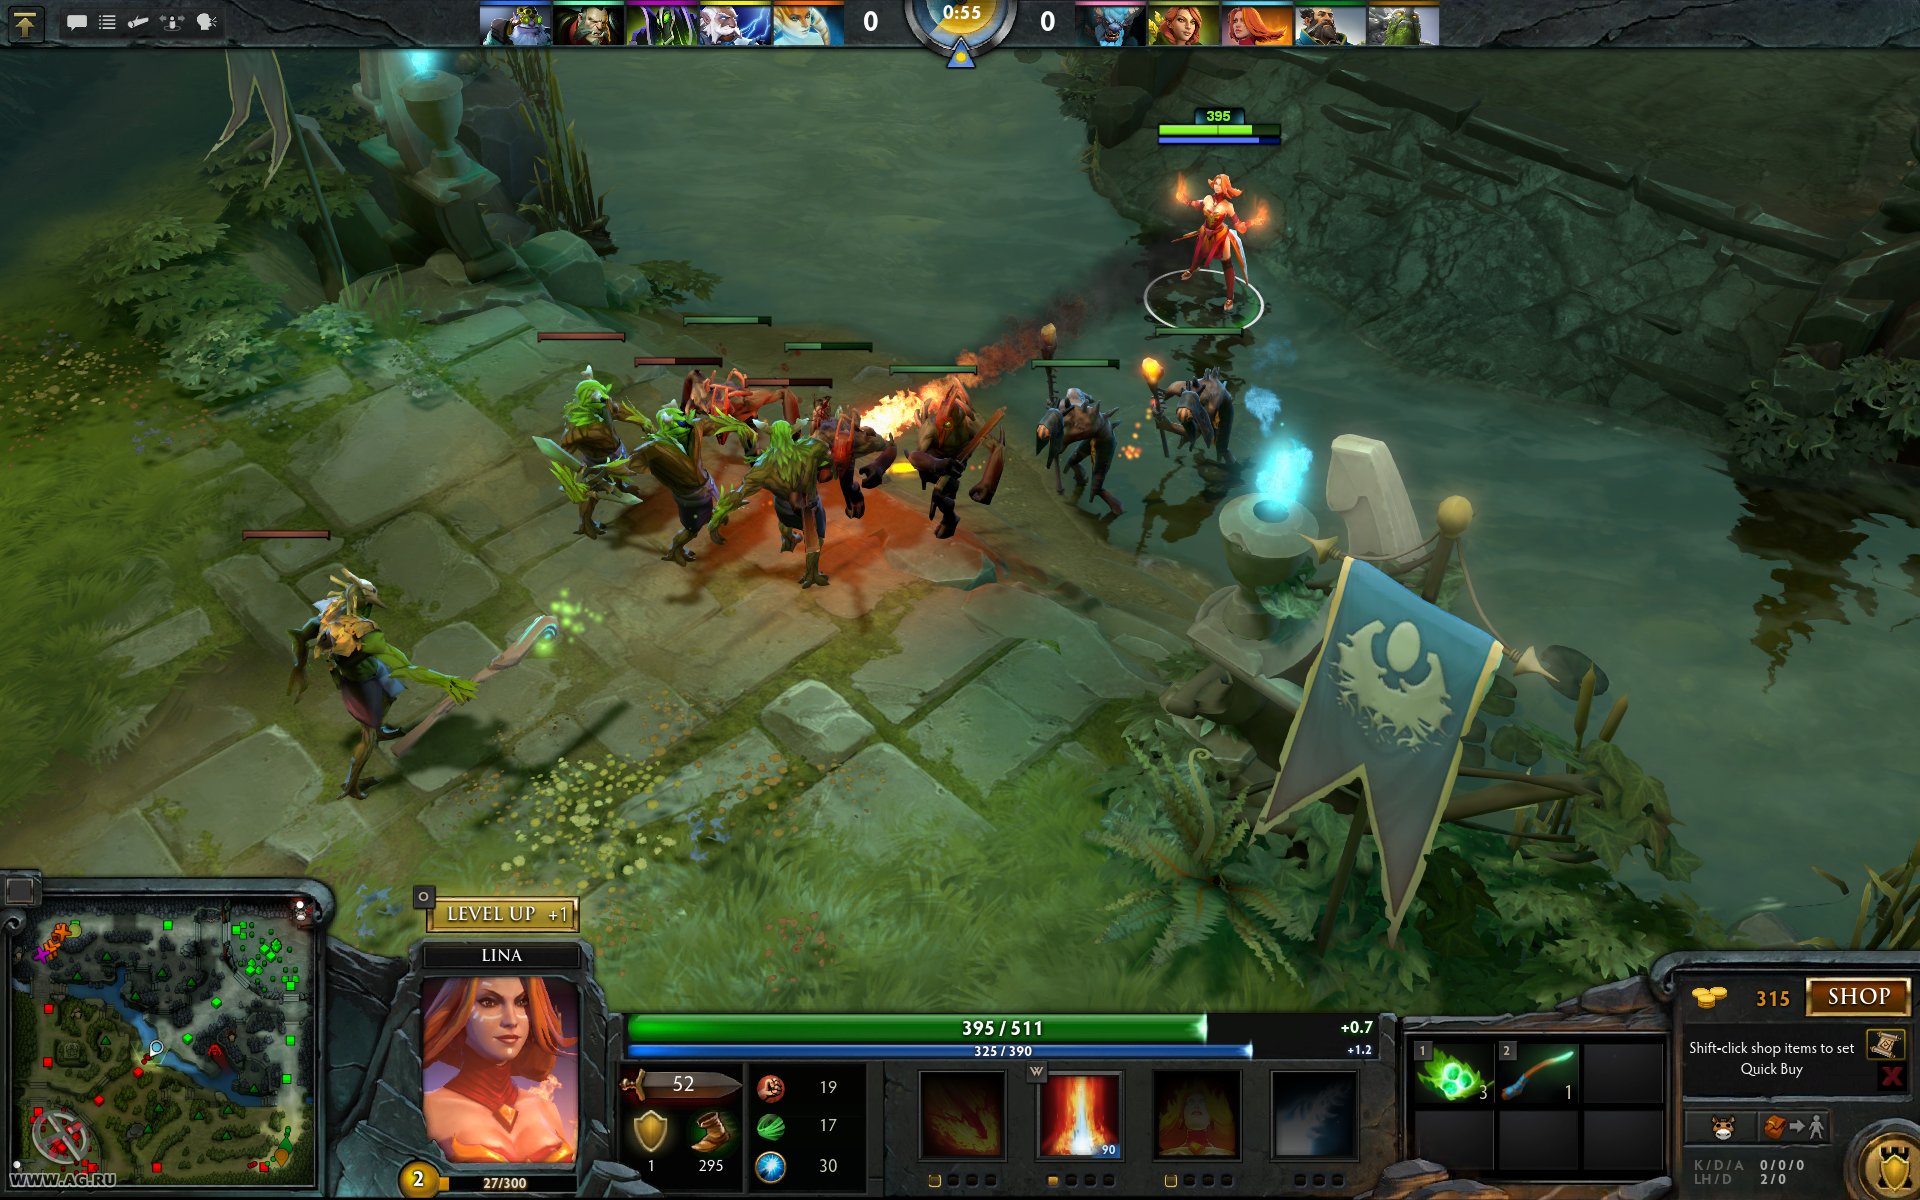 0
0:55
0
395
O
LEVEL UP +1
LINA
395 / 511
+0.7
325 / 390
+1.2
52
1
295
19
17
30
W
90
2
27/300
1
3
2
1
315
SHOP
Shift-click shop items to set
Quick Buy
X
K/D/A 0/0/0
LH/D 2/0
WWW.AG.RU